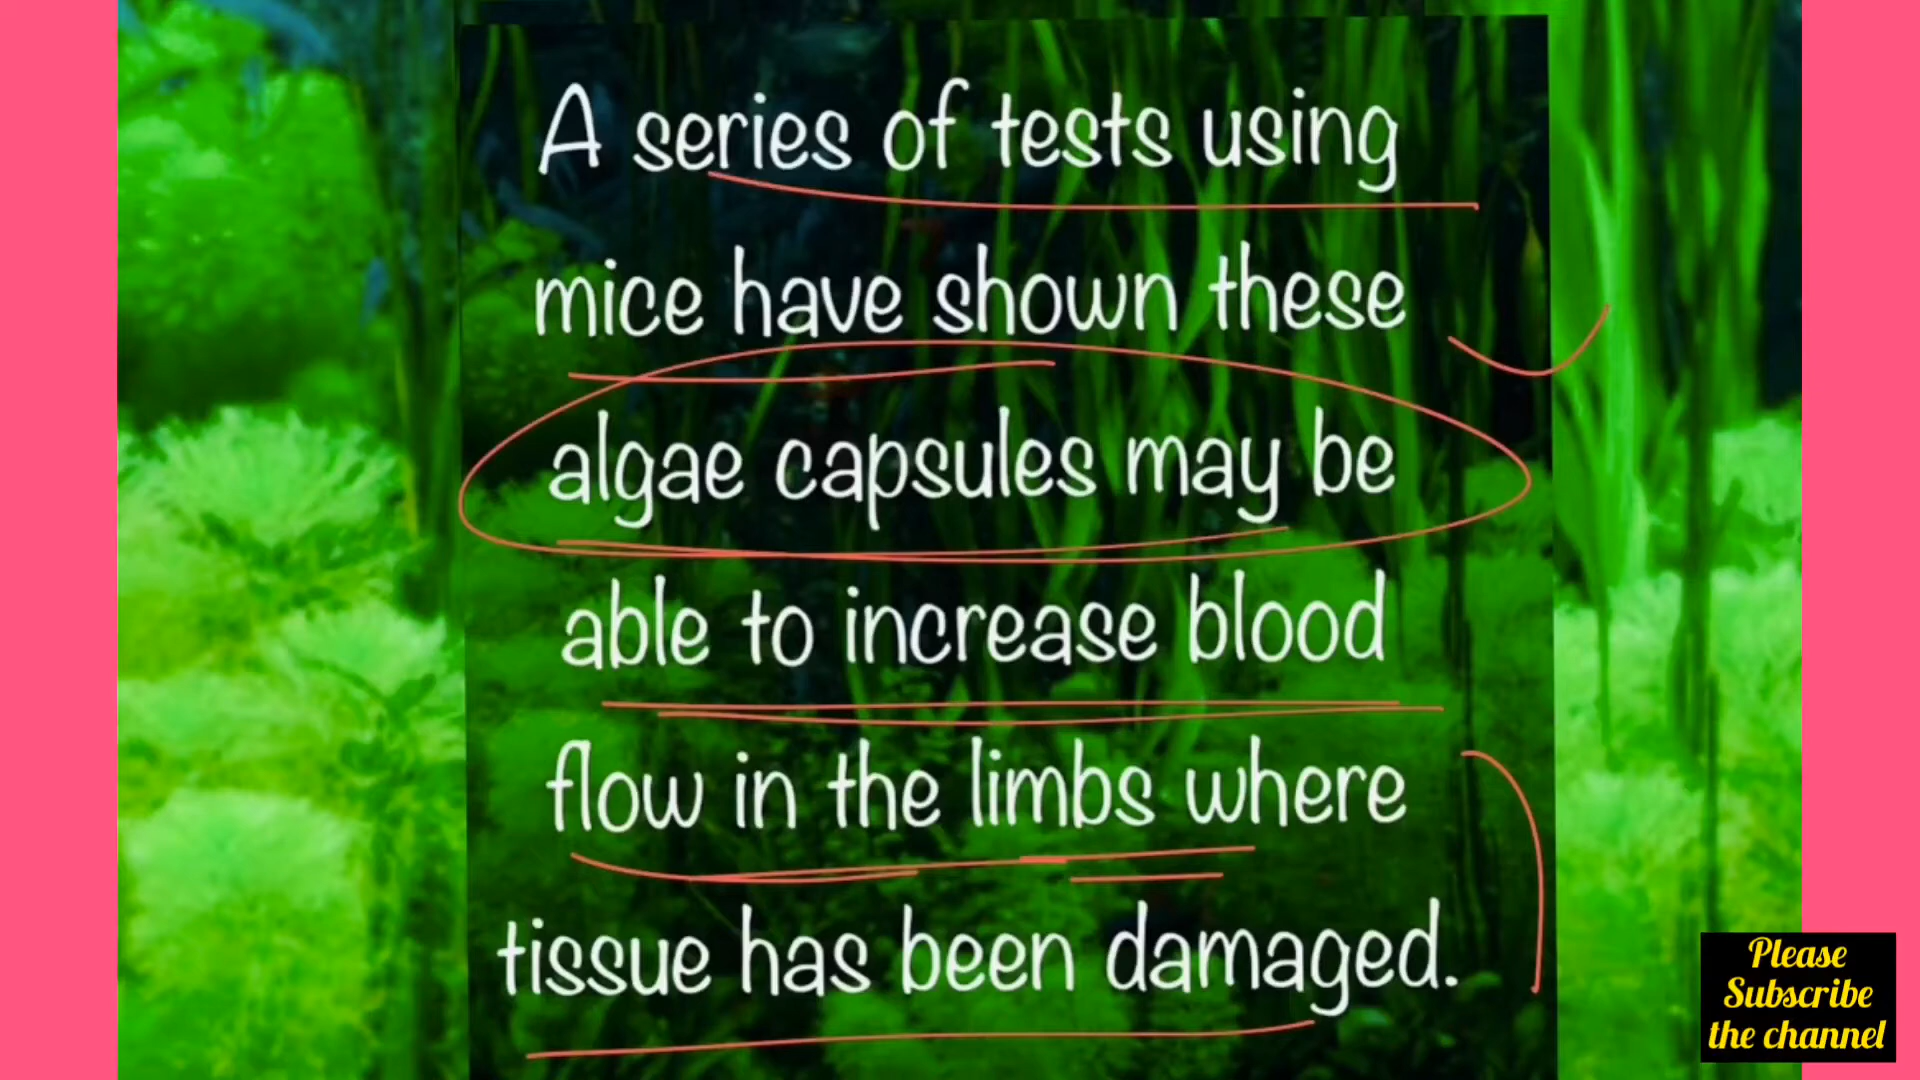 A series of tests using
mice have shown these
algae capsules may be
able to increase blood
flow in the limbs where
tissue has been damaged.
Please
Subscribe
the channel